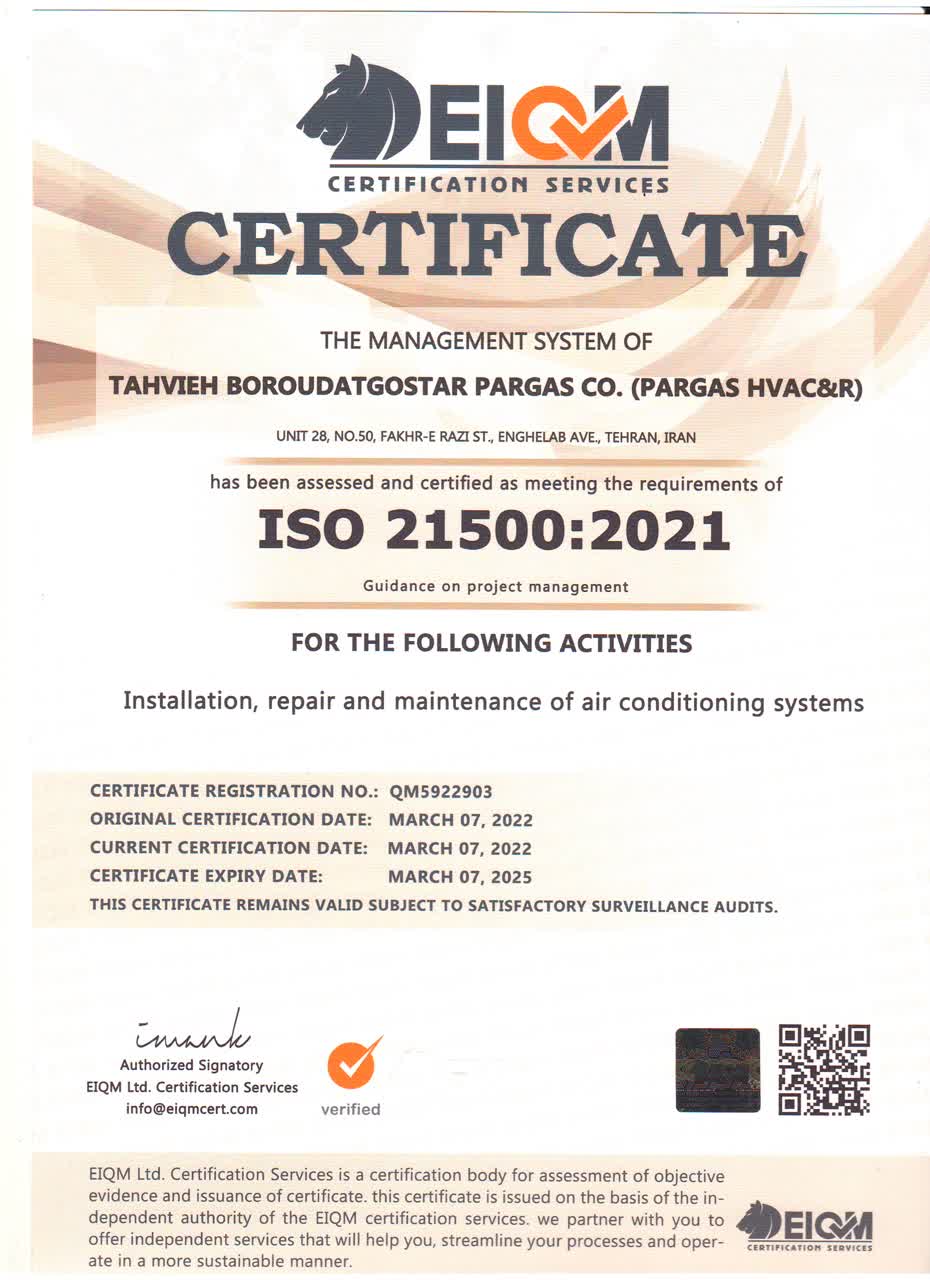 EIQM
CERTIFICATION SERVICES
CERTIFICATE
THE MANAGEMENT SYSTEM OF
TAHVIEH BOROUDATGOSTAR PARGAS CO. (PARGAS HVAC&R)
UNIT 28, NO.50, FAKHR-E RAZI ST., ENGHELAB AVE., TEHRAN, IRAN
has been assessed and certified as meeting the requirements of
ISO 21500:2021
Guidance on project management
FOR THE FOLLOWING ACTIVITIES
Installation, repair and maintenance of air conditioning systems
CERTIFICATE REGISTRATION NO.: QM5922903
ORIGINAL CERTIFICATION DATE: MARCH 07, 2022
CURRENT CERTIFICATION DATE: MARCH 07, 2022
CERTIFICATE EXPIRY DATE: MARCH 07, 2025
THIS CERTIFICATE REMAINS VALID SUBJECT TO SATISFACTORY SURVEILLANCE AUDITS.
Authorized Signatory
EIQM Ltd. Certification Services
info@eiqmcert.com
verified
EIQM Ltd. Certification Services is a certification body for assessment of objective
evidence and issuance of certificate. this certificate is issued on the basis of the in-
dependent authority of the EIQM certification services. we partner with you to
offer independent services that will help you, streamline your processes and oper-
ate in a more sustainable manner.
EIQM
CERTIFICATION SERVICES